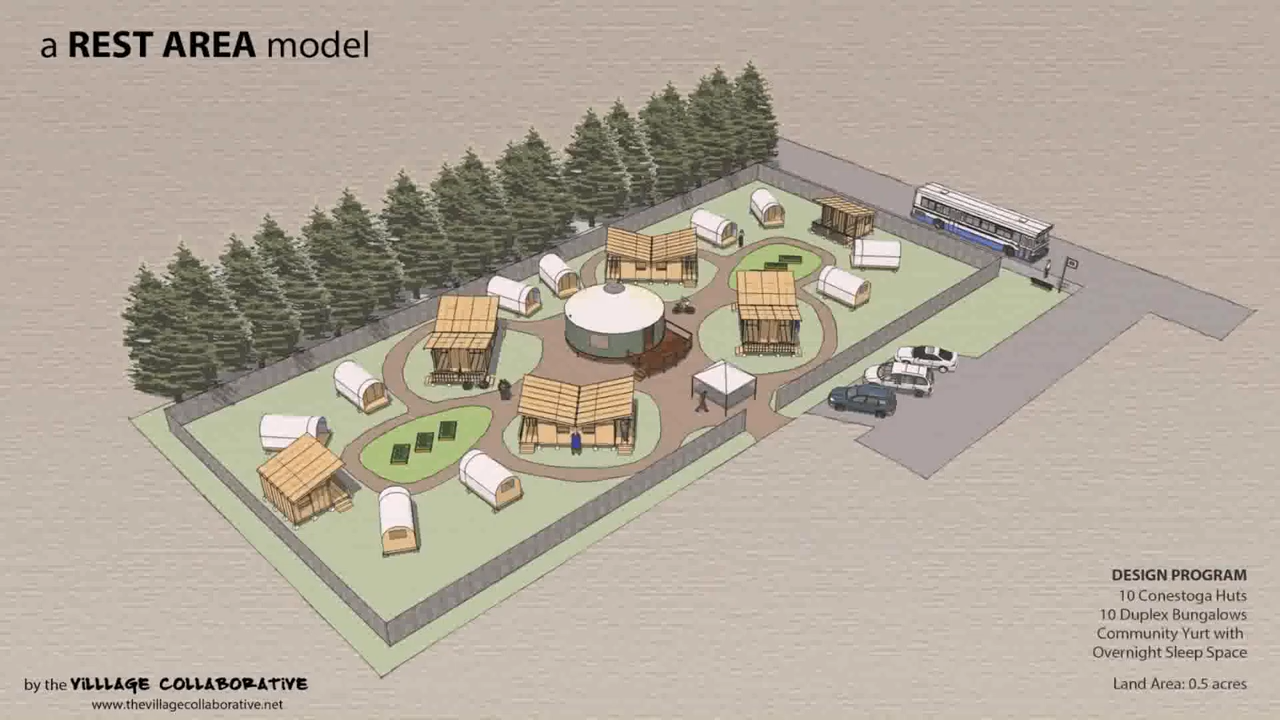 a REST AREA model
DESIGN PROGRAM
10 Conestoga Huts
10 Duplex Bungalows
Community Yurt with
Overnight Sleep Space
Land Area: 0.5 acres
by the ViLLLAGE COLLABORATiVE
www.thevillagecollaborative.net